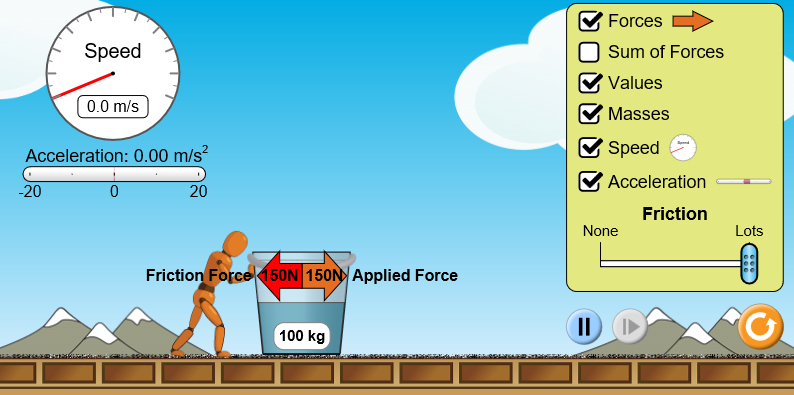 Speed
0.0 m/s
Acceleration: 0.00 m/s²
-20 0 20
Forces
Sum of Forces
Values
Masses
Speed
Speed
Acceleration
Friction
None Lots
Friction Force 150N 150N Applied Force
100 kg